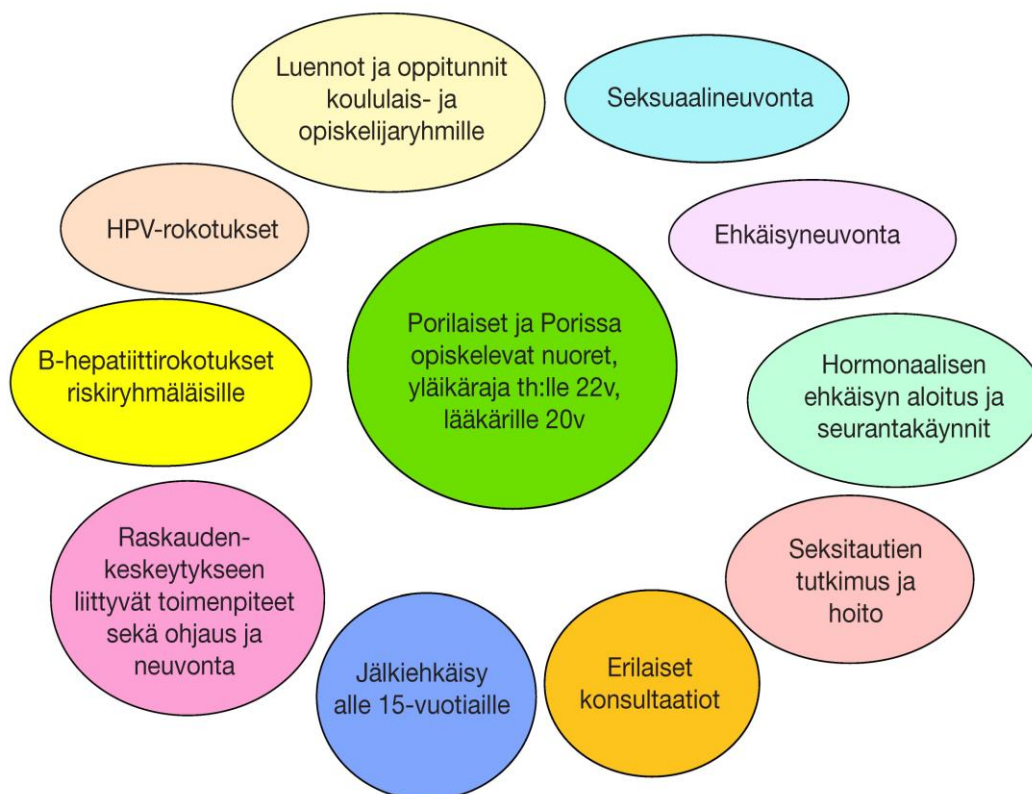 Luennot ja oppitunnit
koululais- ja
opiskelijaryhmille
Seksuaalineuvonta
HPV-rokotukset
Ehkäisyneuvonta
Porilaiset ja Porissa
opiskelevat nuoret,
yläikäraja th:lle 22v,
lääkärille 20v
B-hepatiittirokotukset
riskiryhmäläisille
Hormonaalisen
ehkäisyn aloitus ja
seurantakäynnit
Raskauden-
keskeytykseen
liittyvät toimenpiteet
sekä ohjaus ja
neuvonta
Seksitautien
tutkimus ja
hoito
Jälkiehkäisy
alle 15-vuotiaille
Erilaiset
konsultaatiot